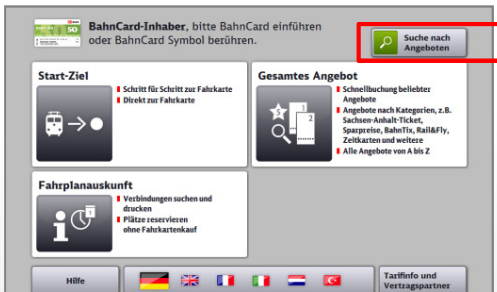 50
BahnCard-Inhaber, bitte BahnCard einführen
oder BahnCard Symbol berühren.
Suche nach
Angeboten
Start-Ziel
Schritt für Schritt zur Fahrkarte
Direkt zur Fahrkarte
Gesamtes Angebot
1
2
Schnellbuchung beliebter
Angebote
Angebote nach Kategorien, z.B.
Sachsen-Anhalt-Ticket,
Sparpreise, BahnTix, Rail&Fly,
Zeitkarten und weitere
Alle Angebote von A bis Z
Fahrplanauskunft
Verbindungen suchen und
drucken
Plätze reservieren
ohne Fahrkartenkauf
Hilfe
Tarifinfo und
Vertragspartner